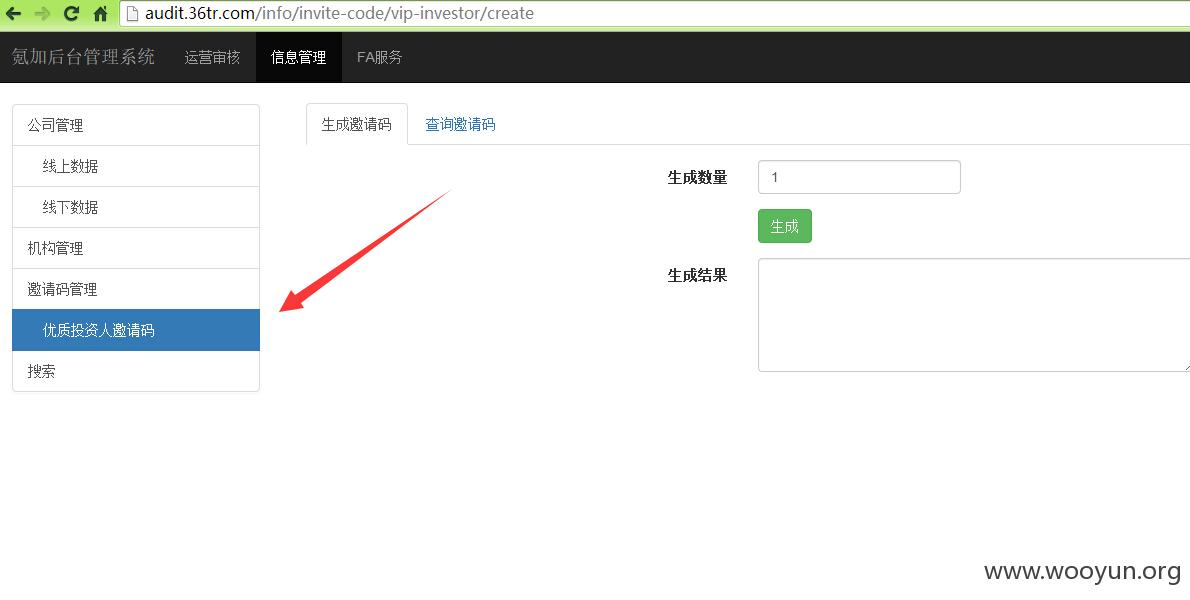 audit.36tr.com/info/invite-code/vip-investor/create
氪加后台管理系统 运营审核 信息管理 FA服务
公司管理
线上数据
线下数据
机构管理
邀请码管理
优质投资人邀请码
搜索
生成邀请码 查询邀请码
生成数量 1
生成
生成结果
www.wooyun.org